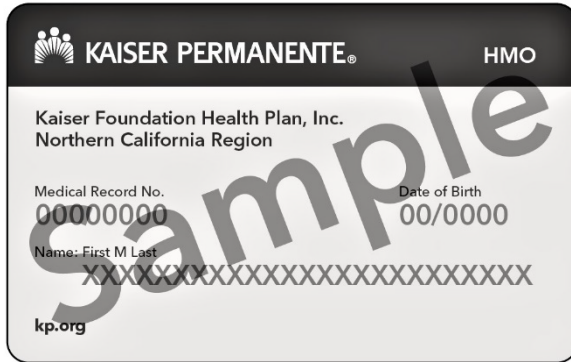 KAISER PERMANENTE® HMO
Kaiser Foundation Health Plan, Inc.
Northern California Region
Medical Record No. Date of Birth
00000000 00/0000
Name: First M Last
XXXXXXXXXXXXXXXXXXXXXXXXX
kp.org
Sample